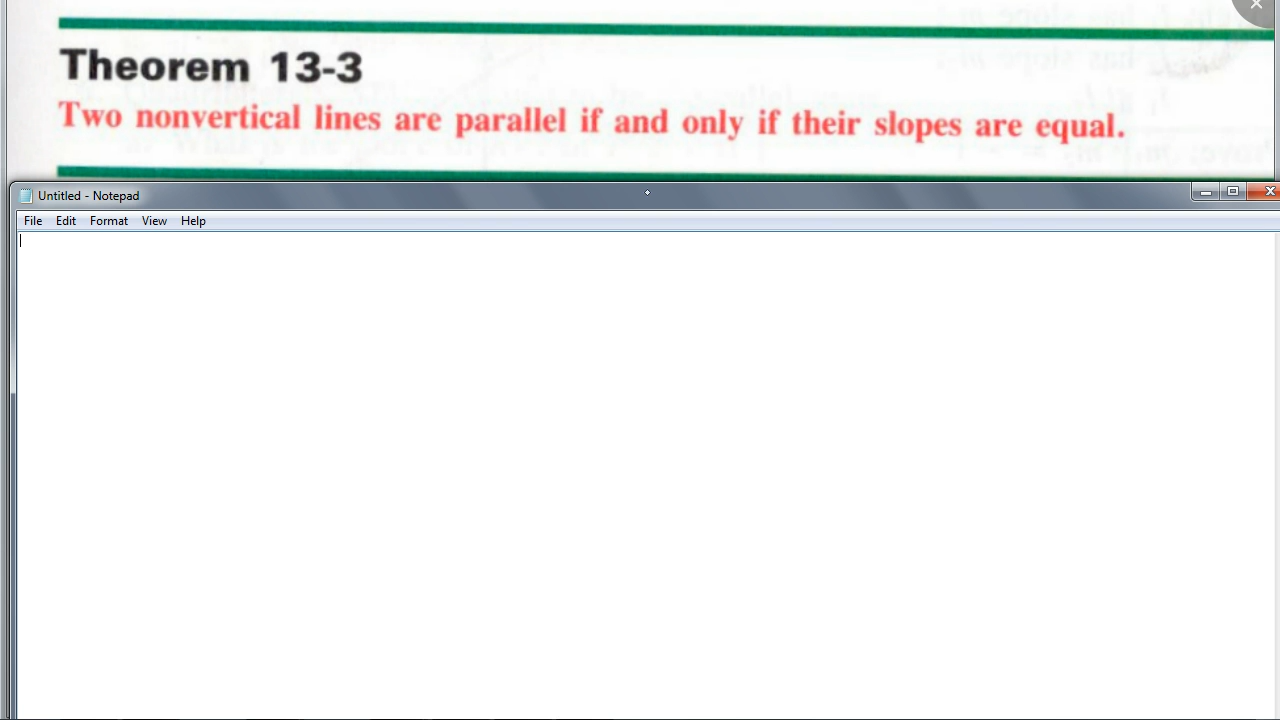 Theorem 13-3
Two nonvertical lines are parallel if and only if their slopes are equal.
Untitled - Notepad
File Edit Format View Help